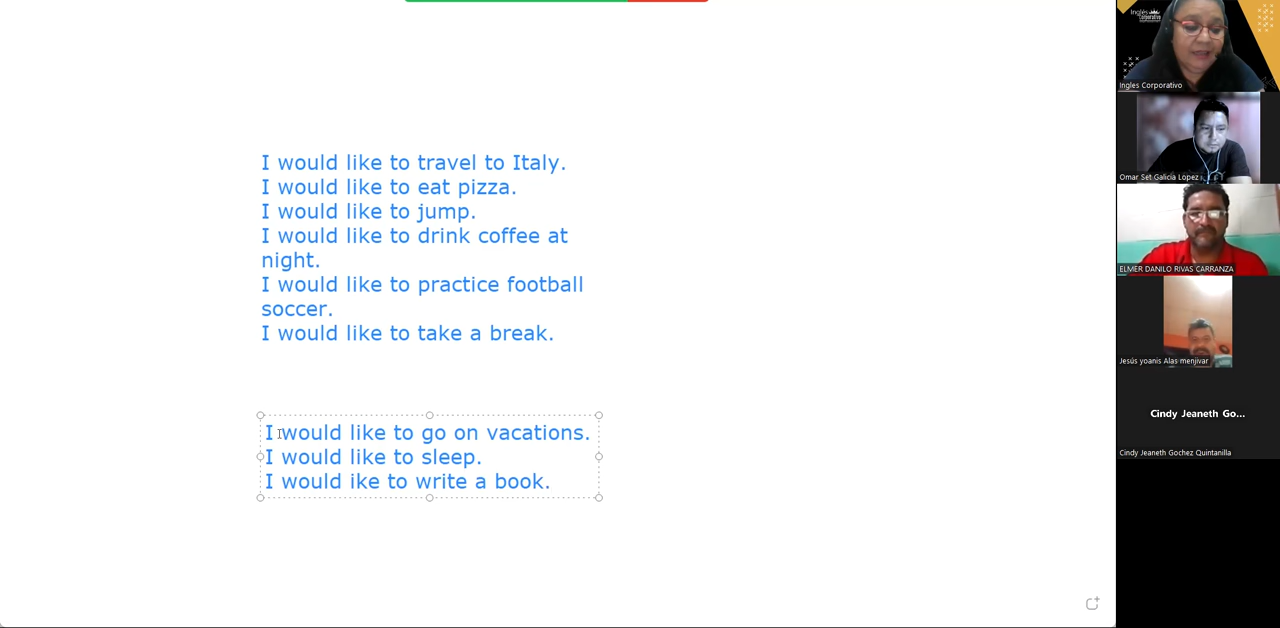 I would like to travel to Italy.
I would like to eat pizza.
I would like to jump.
I would like to drink coffee at
night.
I would like to practice football
soccer.
I would like to take a break.
I would like to go on vacations.
I would like to sleep.
I would ike to write a book.
Inglés
Corporativo
Ingles Corporativo
Omar Set Galicia Lopez
ELMER DANILO RIVAS CARRANZA
Jesús yoanis Alas menjivar
Cindy Jeaneth Go...
Cindy Jeaneth Gochez Quintanilla